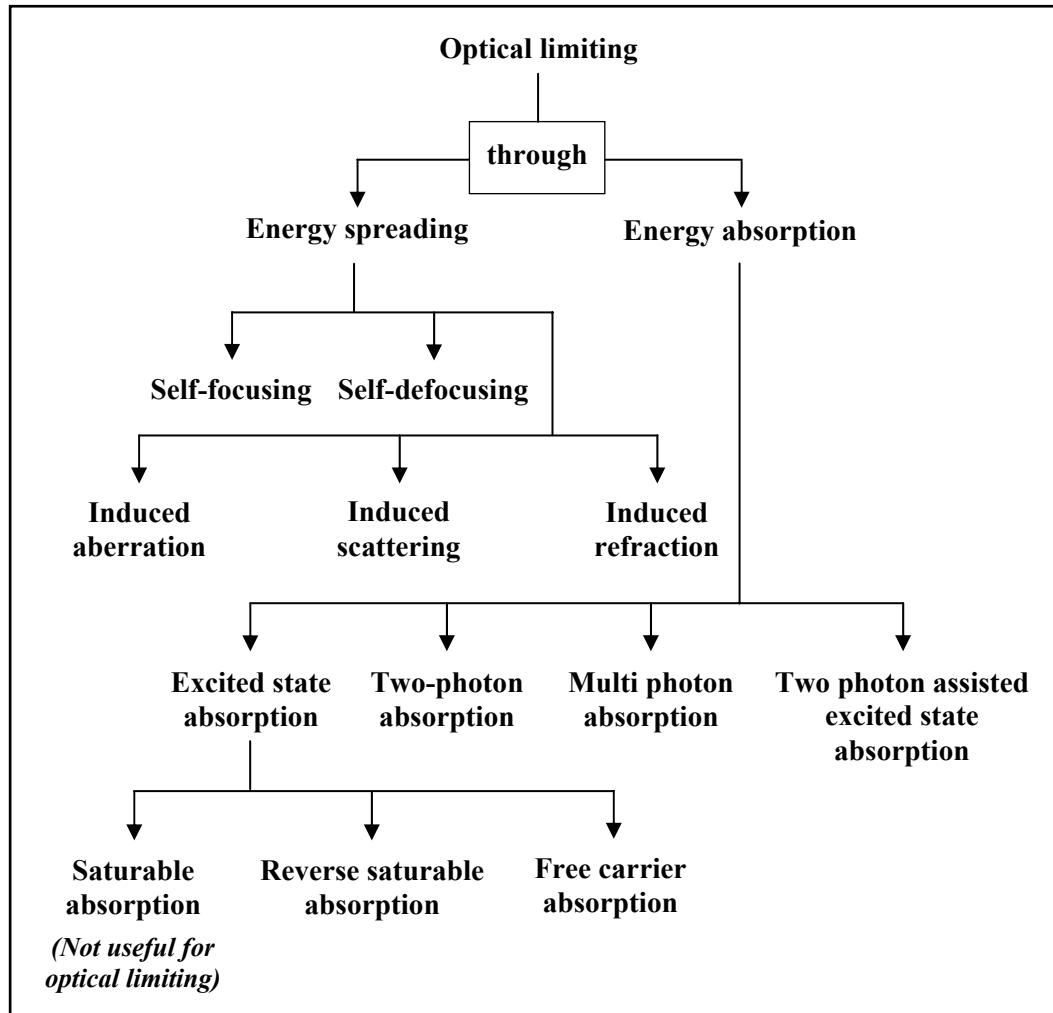 Optical limiting
through
Energy spreading
Energy absorption
Self-focusing
Self-defocusing
Induced
aberration
Induced
scattering
Induced
refraction
Excited state
absorption
Two-photon
absorption
Multi photon
absorption
Two photon assisted
excited state
absorption
Saturable
absorption
(Not useful for
optical limiting)
Reverse saturable
absorption
Free carrier
absorption